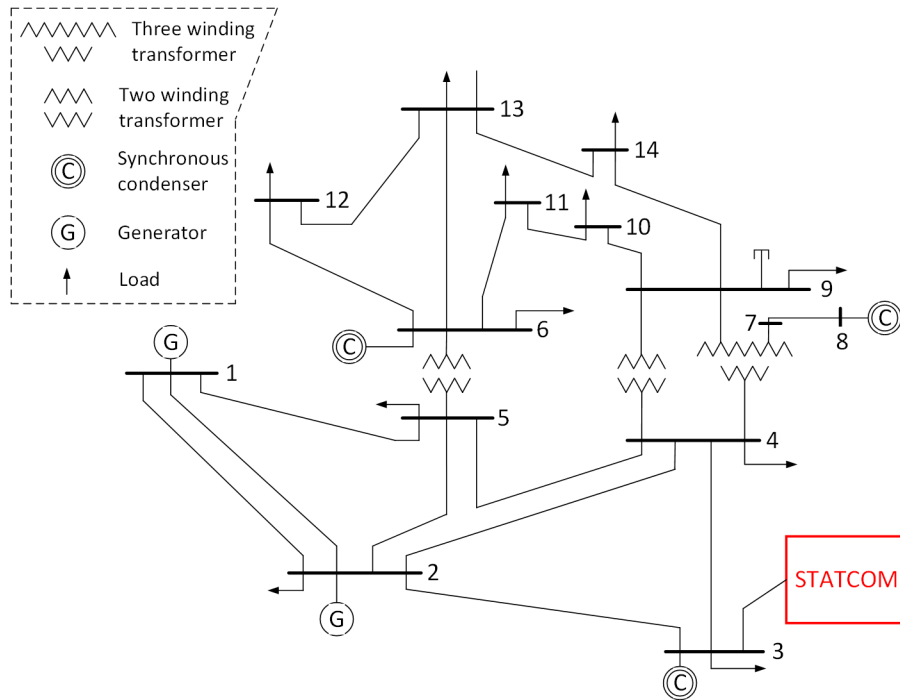 Three winding
transformer
Two winding
transformer
C
Synchronous
condenser
G
Generator
Load
13
14
12
11
10
9
7
8
C
6
C
G
1
5
4
2
G
STATCOM
3
C